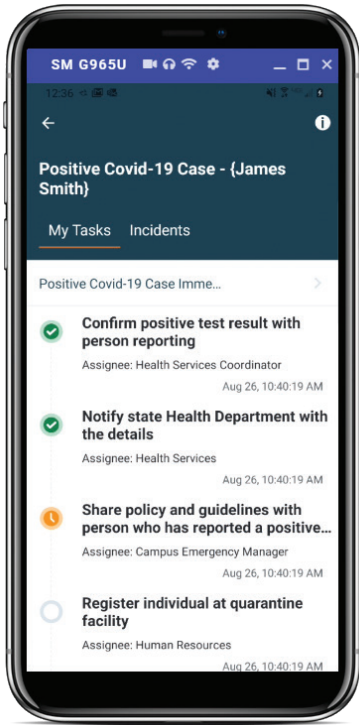 SM G965U
12:36
Positive Covid-19 Case - {James
Smith}
My Tasks Incidents
Positive Covid-19 Case Imme...
Confirm positive test result with
person reporting
Assignee: Health Services Coordinator
Aug 26, 10:40:19 AM
Notify state Health Department with
the details
Assignee: Health Services
Aug 26, 10:40:19 AM
Share policy and guidelines with
person who has reported a positive...
Assignee: Campus Emergency Manager
Aug 26, 10:40:19 AM
Register individual at quarantine
facility
Assignee: Human Resources
Aug 26, 10:40:19 AM